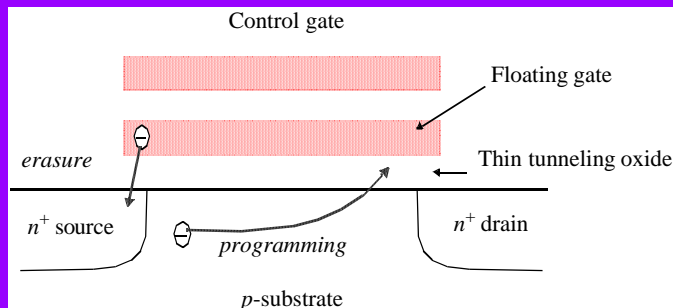 Control gate
Floating gate
erasure
Thin tunneling oxide
n+ source
programming
n+ drain
p-substrate